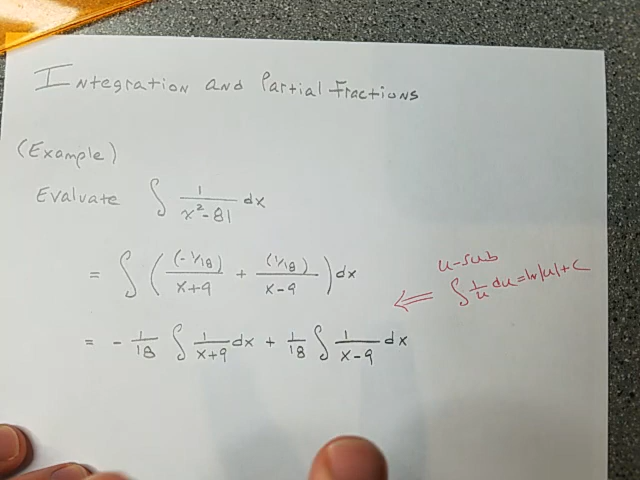 Integration and Partial Fractions
(Example)
Evaluate ∫ 1/(x²-81) dx
= ∫ ( (-1/18)/(x+9) + (1/18)/(x-9) ) dx
u-sub
∫ 1/u du = ln|u| + C
⇐
= - 1/18 ∫ 1/(x+9) dx + 1/18 ∫ 1/(x-9) dx